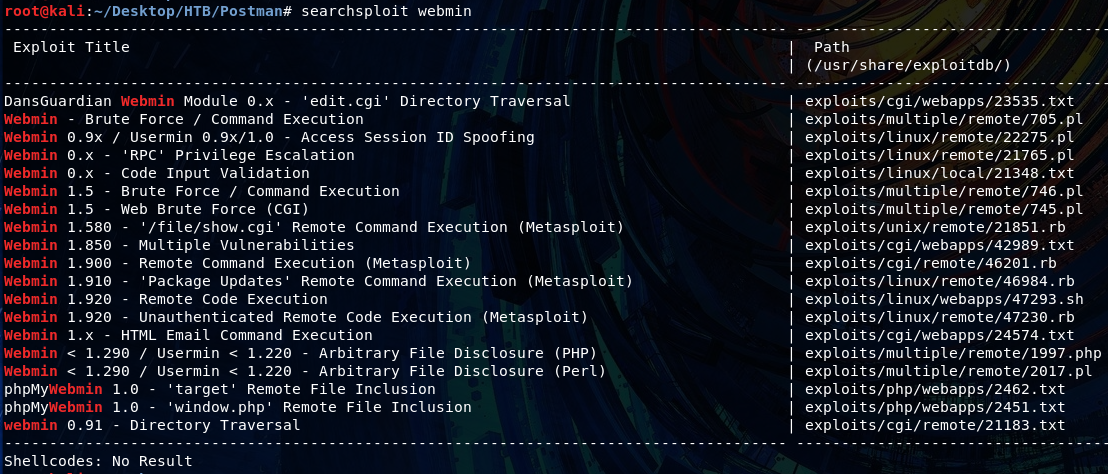 root@kali:~/Desktop/HTB/Postman# searchsploit webmin
--------------------------------------------------------------------------------------- ----------------------------------
 Exploit Title                                                                         |  Path
                                                                                       | (/usr/share/exploitdb/)
--------------------------------------------------------------------------------------- ----------------------------------
DansGuardian Webmin Module 0.x - 'edit.cgi' Directory Traversal                        | exploits/cgi/webapps/23535.txt
Webmin - Brute Force / Command Execution                                               | exploits/multiple/remote/705.pl
Webmin 0.9x / Usermin 0.9x/1.0 - Access Session ID Spoofing                            | exploits/linux/remote/22275.pl
Webmin 0.x - 'RPC' Privilege Escalation                                                | exploits/linux/remote/21765.pl
Webmin 0.x - Code Input Validation                                                     | exploits/linux/local/21348.txt
Webmin 1.5 - Brute Force / Command Execution                                           | exploits/multiple/remote/746.pl
Webmin 1.5 - Web Brute Force (CGI)                                                     | exploits/multiple/remote/745.pl
Webmin 1.580 - '/file/show.cgi' Remote Command Execution (Metasploit)                  | exploits/unix/remote/21851.rb
Webmin 1.850 - Multiple Vulnerabilities                                                | exploits/cgi/webapps/42989.txt
Webmin 1.900 - Remote Command Execution (Metasploit)                                   | exploits/cgi/remote/46201.rb
Webmin 1.910 - 'Package Updates' Remote Command Execution (Metasploit)                 | exploits/linux/remote/46984.rb
Webmin 1.920 - Remote Code Execution                                                   | exploits/linux/webapps/47293.sh
Webmin 1.920 - Unauthenticated Remote Code Execution (Metasploit)                      | exploits/linux/remote/47230.rb
Webmin 1.x - HTML Email Command Execution                                              | exploits/cgi/webapps/24574.txt
Webmin < 1.290 / Usermin < 1.220 - Arbitrary File Disclosure (PHP)                     | exploits/multiple/remote/1997.php
Webmin < 1.290 / Usermin < 1.220 - Arbitrary File Disclosure (Perl)                    | exploits/multiple/remote/2017.pl
phpMyWebmin 1.0 - 'target' Remote File Inclusion                                       | exploits/php/webapps/2462.txt
phpMyWebmin 1.0 - 'window.php' Remote File Inclusion                                   | exploits/php/webapps/2451.txt
webmin 0.91 - Directory Traversal                                                      | exploits/cgi/remote/21183.txt
--------------------------------------------------------------------------------------- ----------------------------------
Shellcodes: No Result